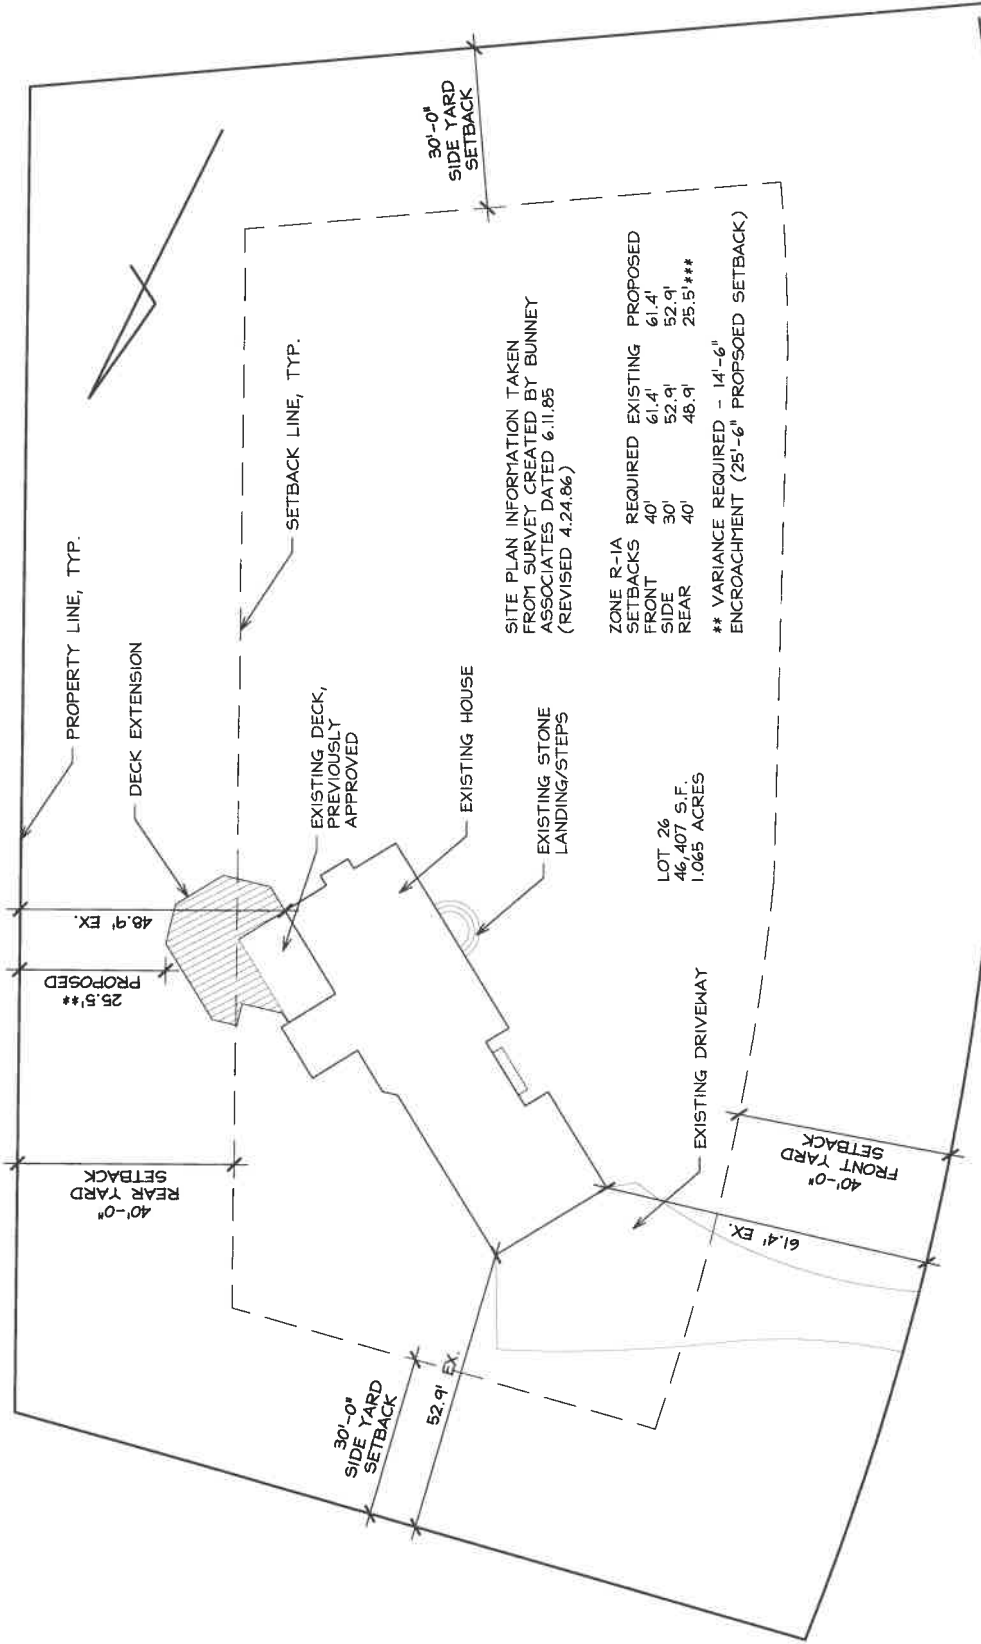 PROPERTY LINE, TYP.
DECK EXTENSION
SETBACK LINE, TYP.
30'-0"
SIDE YARD
SETBACK
48.9' EX.
25.5'**
PROPOSED
EXISTING DECK,
PREVIOUSLY
APPROVED
40'-0"
REAR YARD
SETBACK
EXISTING HOUSE
EXISTING STONE
LANDING/STEPS
SITE PLAN INFORMATION TAKEN
FROM SURVEY CREATED BY BUNNEY
ASSOCIATES DATED 6.11.85
(REVISED 4.24.86)
ZONE R-1A
SETBACKS REQUIRED EXISTING PROPOSED
FRONT 40' 61.4' 61.4'
SIDE 30' 52.9' 52.9'
REAR 40' 48.9' 25.5'***
** VARIANCE REQUIRED - 14'-6"
ENCROACHMENT (25'-6" PROPSOED SETBACK)
LOT 26
46,407 S.F.
1.065 ACRES
30'-0"
SIDE YARD
SETBACK
52.9' EX.
EXISTING DRIVEWAY
61.4' EX.
40'-0"
FRONT YARD
SETBACK